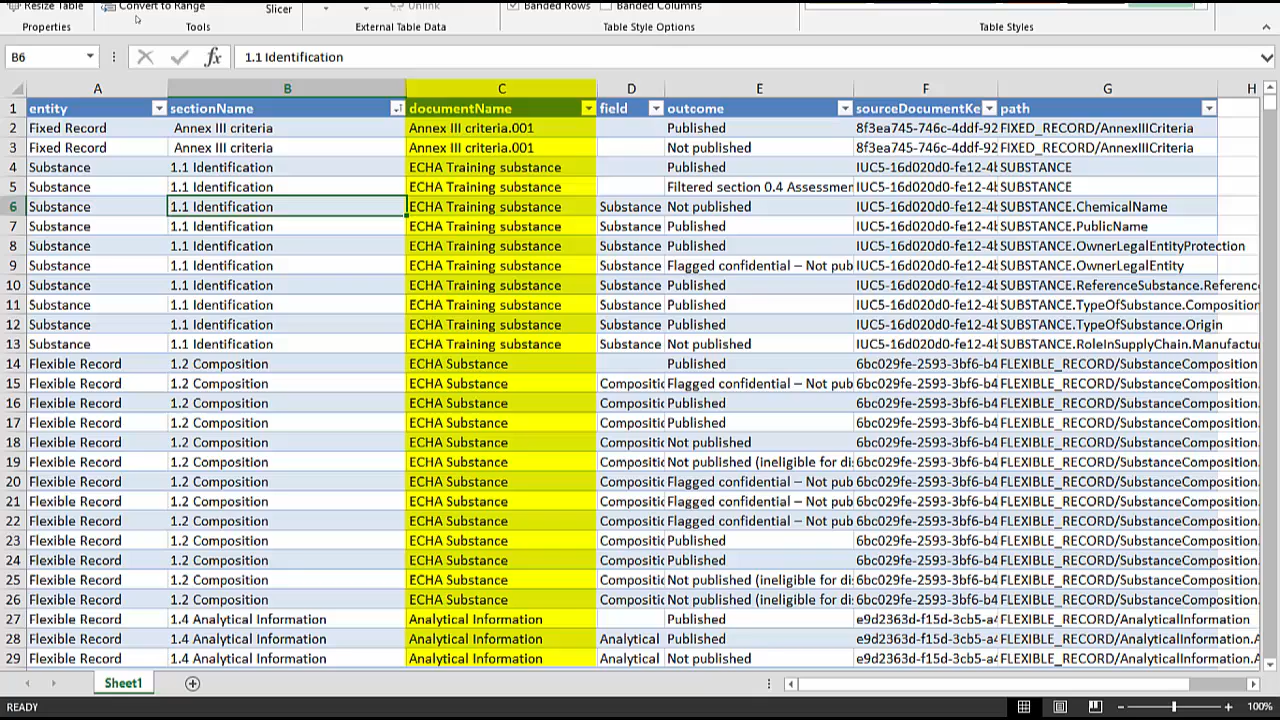 Resize Table Convert to Range Slicer Unlink Banded Rows Banded Columns
Properties Tools External Table Data Table Style Options Table Styles
B6 fx 1.1 Identification
A B C D E F G H
1 entity sectionName documentName field outcome sourceDocumentKe path
2 Fixed Record Annex III criteria Annex III criteria.001 Published 8f3ea745-746c-4ddf-92 FIXED_RECORD/AnnexIIICriteria
3 Fixed Record Annex III criteria Annex III criteria.001 Not published 8f3ea745-746c-4ddf-92 FIXED_RECORD/AnnexIIICriteria
4 Substance 1.1 Identification ECHA Training substance Published IUC5-16d020d0-fe12-4b SUBSTANCE
5 Substance 1.1 Identification ECHA Training substance Filtered section 0.4 Assessmen IUC5-16d020d0-fe12-4b SUBSTANCE
6 Substance 1.1 Identification ECHA Training substance Substance Not published IUC5-16d020d0-fe12-4b SUBSTANCE.ChemicalName
7 Substance 1.1 Identification ECHA Training substance Substance Published IUC5-16d020d0-fe12-4b SUBSTANCE.PublicName
8 Substance 1.1 Identification ECHA Training substance Substance Published IUC5-16d020d0-fe12-4b SUBSTANCE.OwnerLegalEntityProtection
9 Substance 1.1 Identification ECHA Training substance Substance Flagged confidential – Not pub IUC5-16d020d0-fe12-4b SUBSTANCE.OwnerLegalEntity
10 Substance 1.1 Identification ECHA Training substance Substance Published IUC5-16d020d0-fe12-4b SUBSTANCE.ReferenceSubstance.Referenc
11 Substance 1.1 Identification ECHA Training substance Substance Published IUC5-16d020d0-fe12-4b SUBSTANCE.TypeOfSubstance.Composition
12 Substance 1.1 Identification ECHA Training substance Substance Published IUC5-16d020d0-fe12-4b SUBSTANCE.TypeOfSubstance.Origin
13 Substance 1.1 Identification ECHA Training substance Substance Not published IUC5-16d020d0-fe12-4b SUBSTANCE.RoleInSupplyChain.Manufactu
14 Flexible Record 1.2 Composition ECHA Substance Published 6bc029fe-2593-3bf6-b4 FLEXIBLE_RECORD/SubstanceComposition
15 Flexible Record 1.2 Composition ECHA Substance Compositic Flagged confidential – Not pub 6bc029fe-2593-3bf6-b4 FLEXIBLE_RECORD/SubstanceComposition.
16 Flexible Record 1.2 Composition ECHA Substance Compositic Published 6bc029fe-2593-3bf6-b4 FLEXIBLE_RECORD/SubstanceComposition.
17 Flexible Record 1.2 Composition ECHA Substance Compositic Published 6bc029fe-2593-3bf6-b4 FLEXIBLE_RECORD/SubstanceComposition.
18 Flexible Record 1.2 Composition ECHA Substance Compositic Not published 6bc029fe-2593-3bf6-b4 FLEXIBLE_RECORD/SubstanceComposition.
19 Flexible Record 1.2 Composition ECHA Substance Compositic Not published (ineligible for di 6bc029fe-2593-3bf6-b4 FLEXIBLE_RECORD/SubstanceComposition.
20 Flexible Record 1.2 Composition ECHA Substance Compositic Flagged confidential – Not pub 6bc029fe-2593-3bf6-b4 FLEXIBLE_RECORD/SubstanceComposition.
21 Flexible Record 1.2 Composition ECHA Substance Compositic Flagged confidential – Not pub 6bc029fe-2593-3bf6-b4 FLEXIBLE_RECORD/SubstanceComposition.
22 Flexible Record 1.2 Composition ECHA Substance Compositic Flagged confidential – Not pub 6bc029fe-2593-3bf6-b4 FLEXIBLE_RECORD/SubstanceComposition.
23 Flexible Record 1.2 Composition ECHA Substance Compositic Published 6bc029fe-2593-3bf6-b4 FLEXIBLE_RECORD/SubstanceComposition.
24 Flexible Record 1.2 Composition ECHA Substance Compositic Published 6bc029fe-2593-3bf6-b4 FLEXIBLE_RECORD/SubstanceComposition.
25 Flexible Record 1.2 Composition ECHA Substance Compositic Not published (ineligible for di 6bc029fe-2593-3bf6-b4 FLEXIBLE_RECORD/SubstanceComposition.
26 Flexible Record 1.2 Composition ECHA Substance Compositic Not published (ineligible for di 6bc029fe-2593-3bf6-b4 FLEXIBLE_RECORD/SubstanceComposition.
27 Flexible Record 1.4 Analytical Information Analytical Information Published e9d2363d-f15d-3cb5-a4 FLEXIBLE_RECORD/AnalyticalInformation
28 Flexible Record 1.4 Analytical Information Analytical Information Analytical Published e9d2363d-f15d-3cb5-a4 FLEXIBLE_RECORD/AnalyticalInformation.A
29 Flexible Record 1.4 Analytical Information Analytical Information Analytical Not published e9d2363d-f15d-3cb5-a4 FLEXIBLE_RECORD/AnalyticalInformation.A
Sheet1
READY 100%